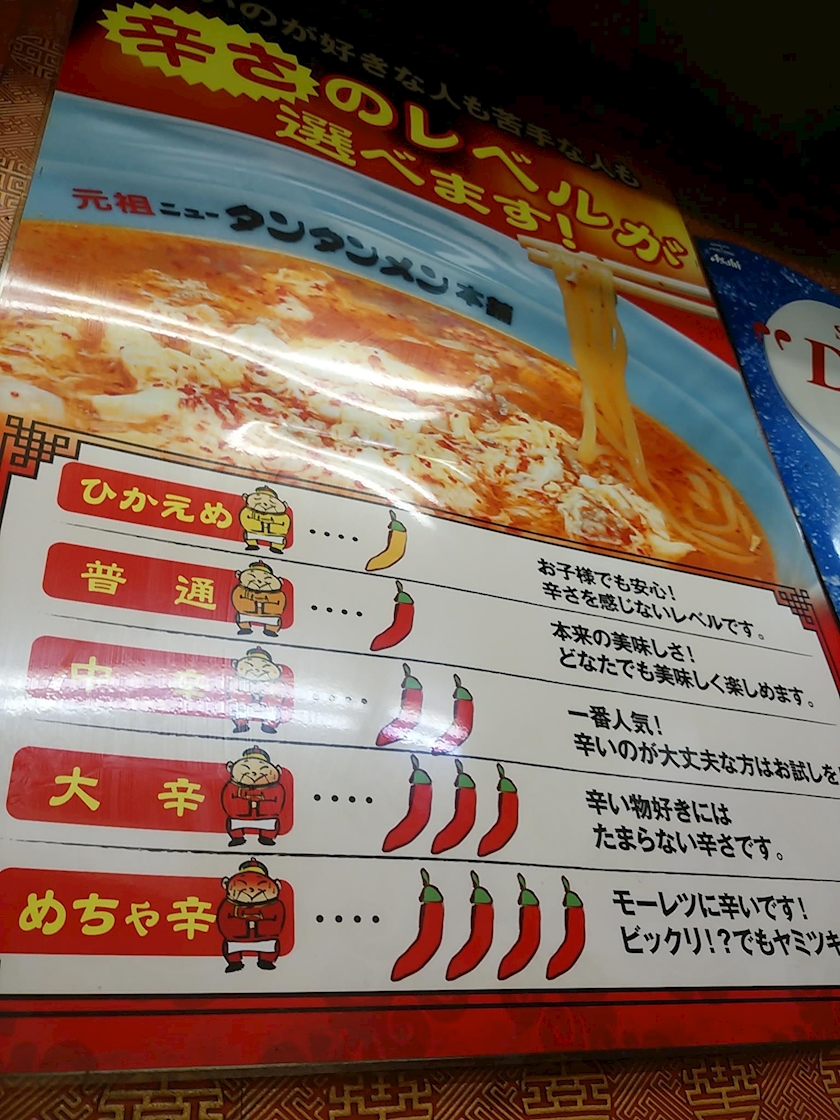 いのが好きな人も苦手な人も
辛さのレベルが
選べます!
元祖ニュータンタンメン本舗
Asahi
"D
ひかえめ
お子様でも安心!
辛さを感じないレベルです。
普通
本来の美味しさ!
どなたでも美味しく楽しめます。
中辛
一番人気!
辛いのが大丈夫な方はお試しを
大辛
辛い物好きには
たまらない辛さです。
めちゃ辛
モーレツに辛いです!
ビックリ!?でもヤミツキ